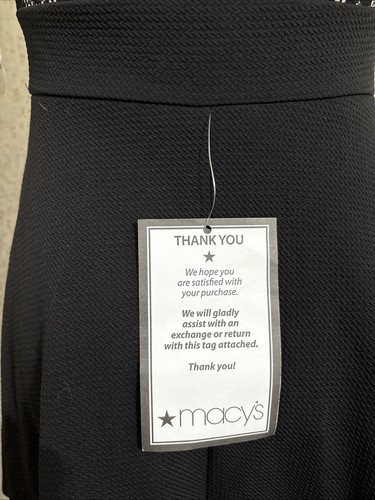 THANK YOU
We hope you
are satisfied with
your purchase.
We will gladly
assist with an
exchange or return
with this tag attached.
Thank you!
macy's